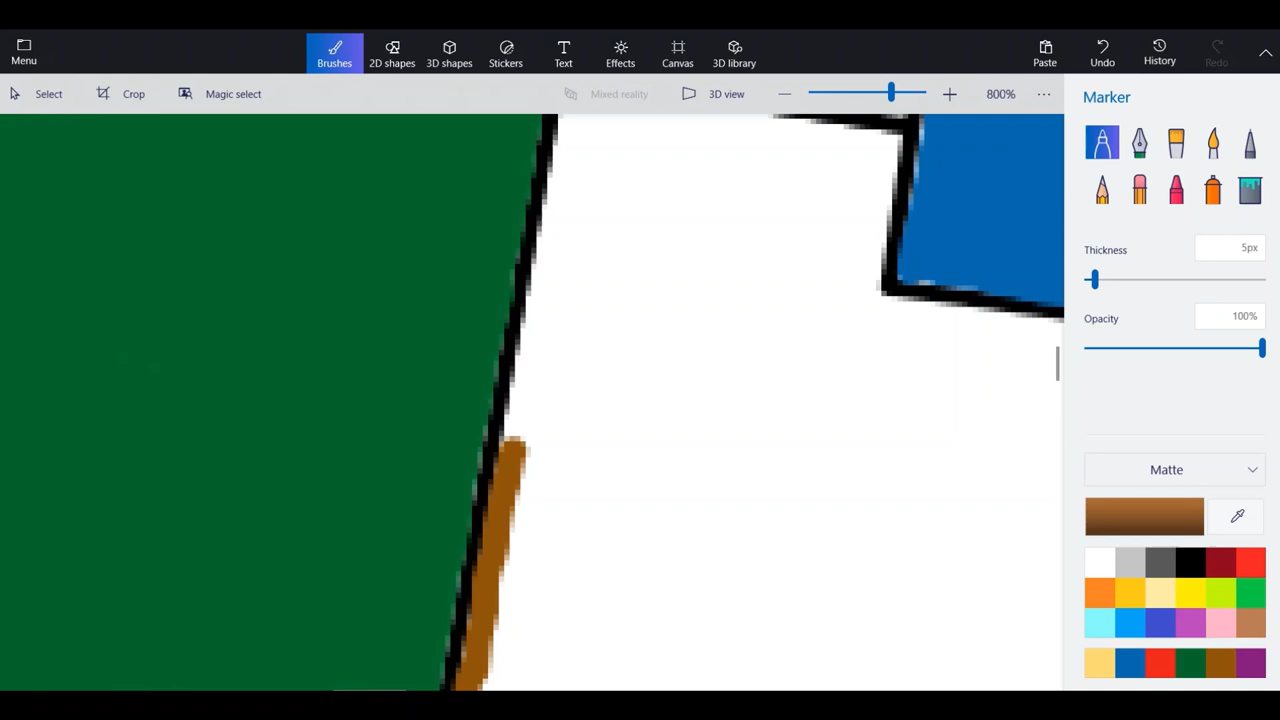 Menu
Brushes 2D shapes 3D shapes Stickers Text Effects Canvas 3D library Paste Undo History Redo
Select Crop Magic select Mixed reality 3D view 800%
Marker
Thickness 5px
Opacity 100%
Matte